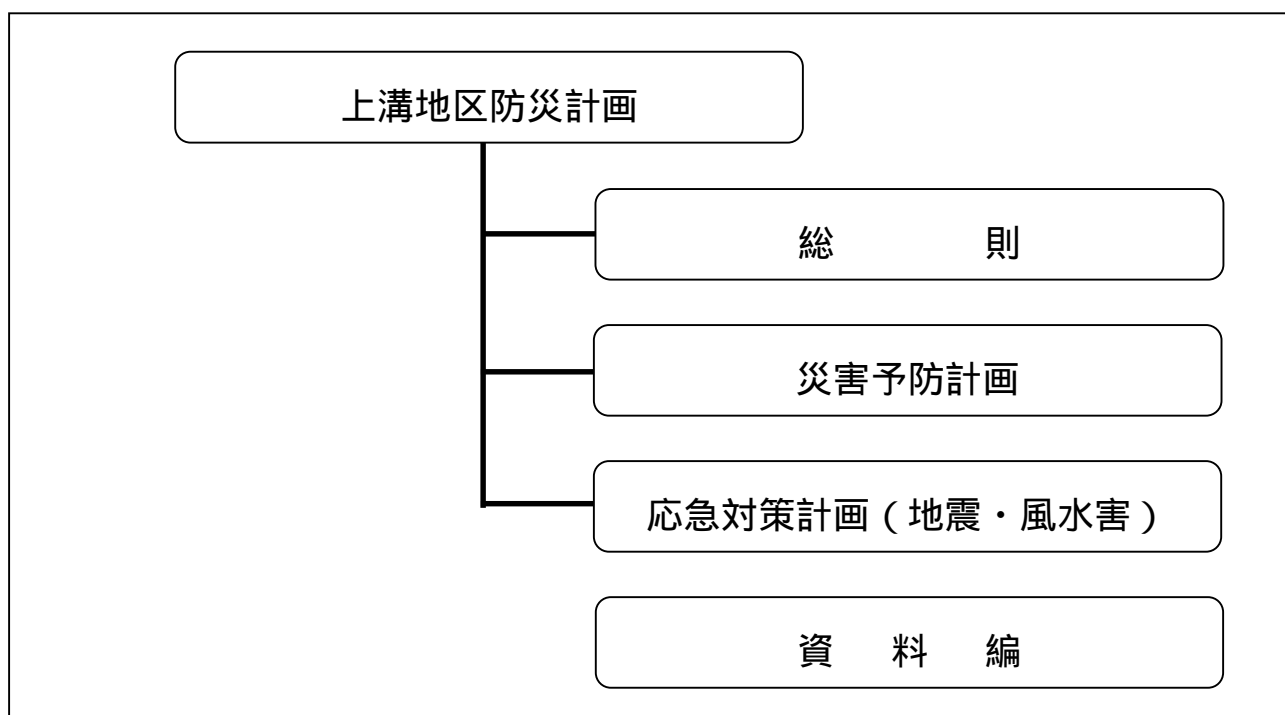 上溝地区防災計画
総則
災害予防計画
応急対策計画（地震・風水害）
資料編